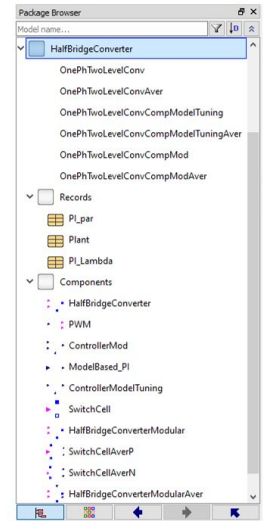 Package Browser
Model name...
HalfBridgeConverter
OnePhTwoLevelConv
OnePhTwoLevelConvAver
OnePhTwoLevelConvCompModelTuning
OnePhTwoLevelConvCompModelTuningAver
OnePhTwoLevelConvCompMod
OnePhTwoLevelConvCompModAver
Records
PI_par
Plant
PI_Lambda
Components
HalfBridgeConverter
PWM
ControllerMod
ModelBased_PI
ControllerModelTuning
SwitchCell
HalfBridgeConverterModular
SwitchCellAverP
SwitchCellAverN
HalfBridgeConverterModularAver